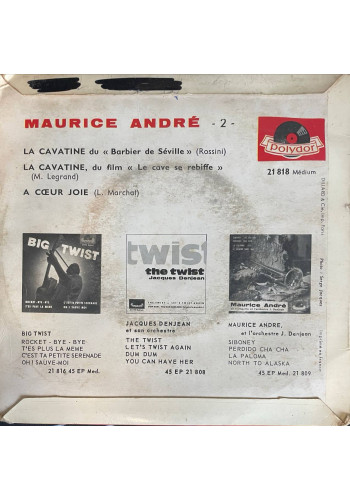 MAURICE ANDRÉ - 2 -
Polydor
LA CAVATINE du « Barbier de Séville » (Rossini)
21 818 Médium
LA CAVATINE, du film « Le cave se rebiffe »
(M. Legrand)
A CŒUR JOIE (L. Marchal)
BIG TWIST
twist
the twist
Jacques Denjean
Maurice André
BIG TWIST
ROCKET - BYE - BYE
T'ES PLUS LA MEME
C'EST TA PETITE SERENADE
OH ! SAUVE-MOI
21 816 45 EP Med.
JACQUES DENJEAN
et son orchestre
THE TWIST
LET'S TWIST AGAIN
DUM DUM
YOU CAN HAVE HER
45 EP 21 808
MAURICE ANDRE,
et l'orchestre J. Denjean
SIBONEY
PERDIDO CHA CHA
LA PALOMA
NORTH TO ALASKA
45 EP Med. 21 809